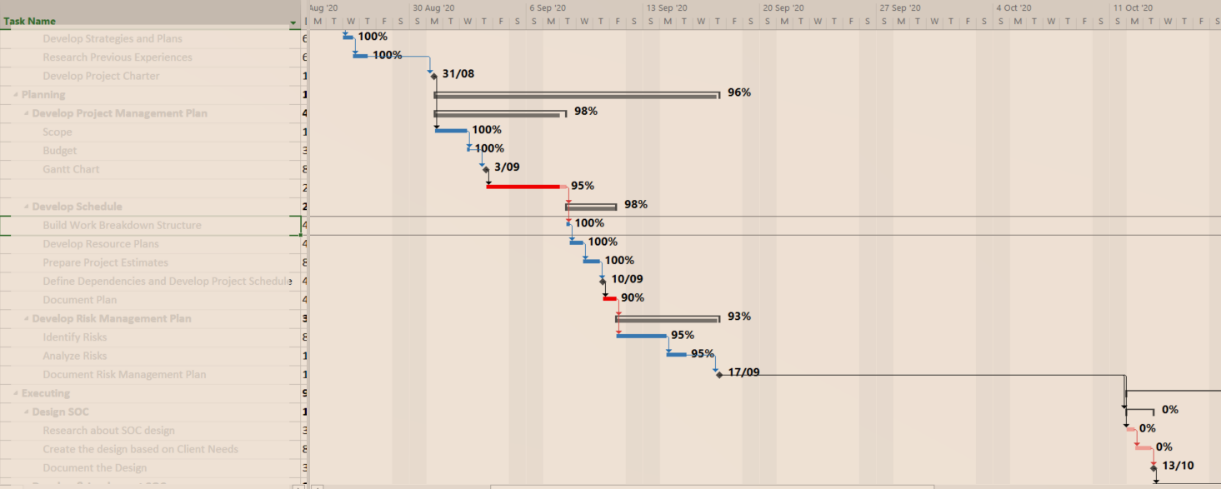 Aug '20 30 Aug '20 6 Sep '20 13 Sep '20 20 Sep '20 27 Sep '20 4 Oct '20 11 Oct '20
Task Name M T W T F S S M T W T F S S M T W T F S S M T W T F S S M T W T F S S M T W T F S S M T W T F S S M T W T F S
Develop Strategies and Plans 100%
Research Previous Experiences 100%
Develop Project Charter 31/08
Planning 96%
Develop Project Management Plan 98%
Scope 100%
Budget 100%
Gantt Chart 3/09
95%
Develop Schedule 98%
Build Work Breakdown Structure 100%
Develop Resource Plans 100%
Prepare Project Estimates 100%
Define Dependencies and Develop Project Schedule 10/09
Document Plan 90%
Develop Risk Management Plan 93%
Identify Risks 95%
Analyze Risks 95%
Document Risk Management Plan 17/09
Executing
Design SOC 0%
Research about SOC design 0%
Create the design based on Client Needs 0%
Document the Design 13/10